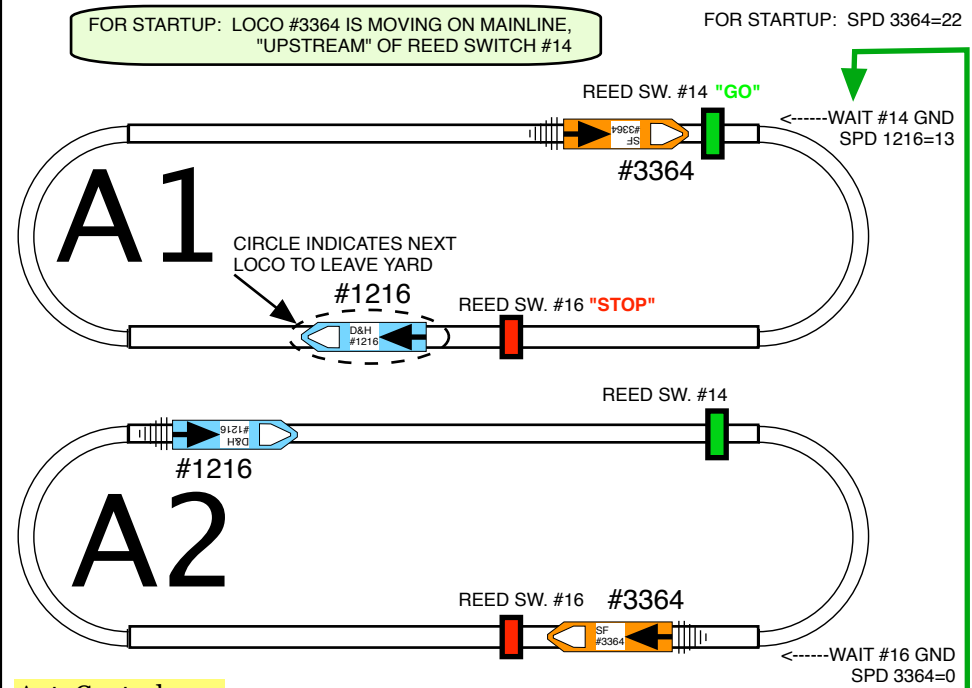 FOR STARTUP: LOCO #3364 IS MOVING ON MAINLINE,
"UPSTREAM" OF REED SWITCH #14
FOR STARTUP: SPD 3364=22
REED SW. #14 "GO"
<------WAIT #14 GND
SPD 1216=13
SF
#3364
#3364
A1
CIRCLE INDICATES NEXT
LOCO TO LEAVE YARD
#1216
REED SW. #16 "STOP"
D&H
#1216
REED SW. #14
D&H
#1216
#1216
A2
REED SW. #16
#3364
SF
#3364
<------WAIT #16 GND
SPD 3364=0